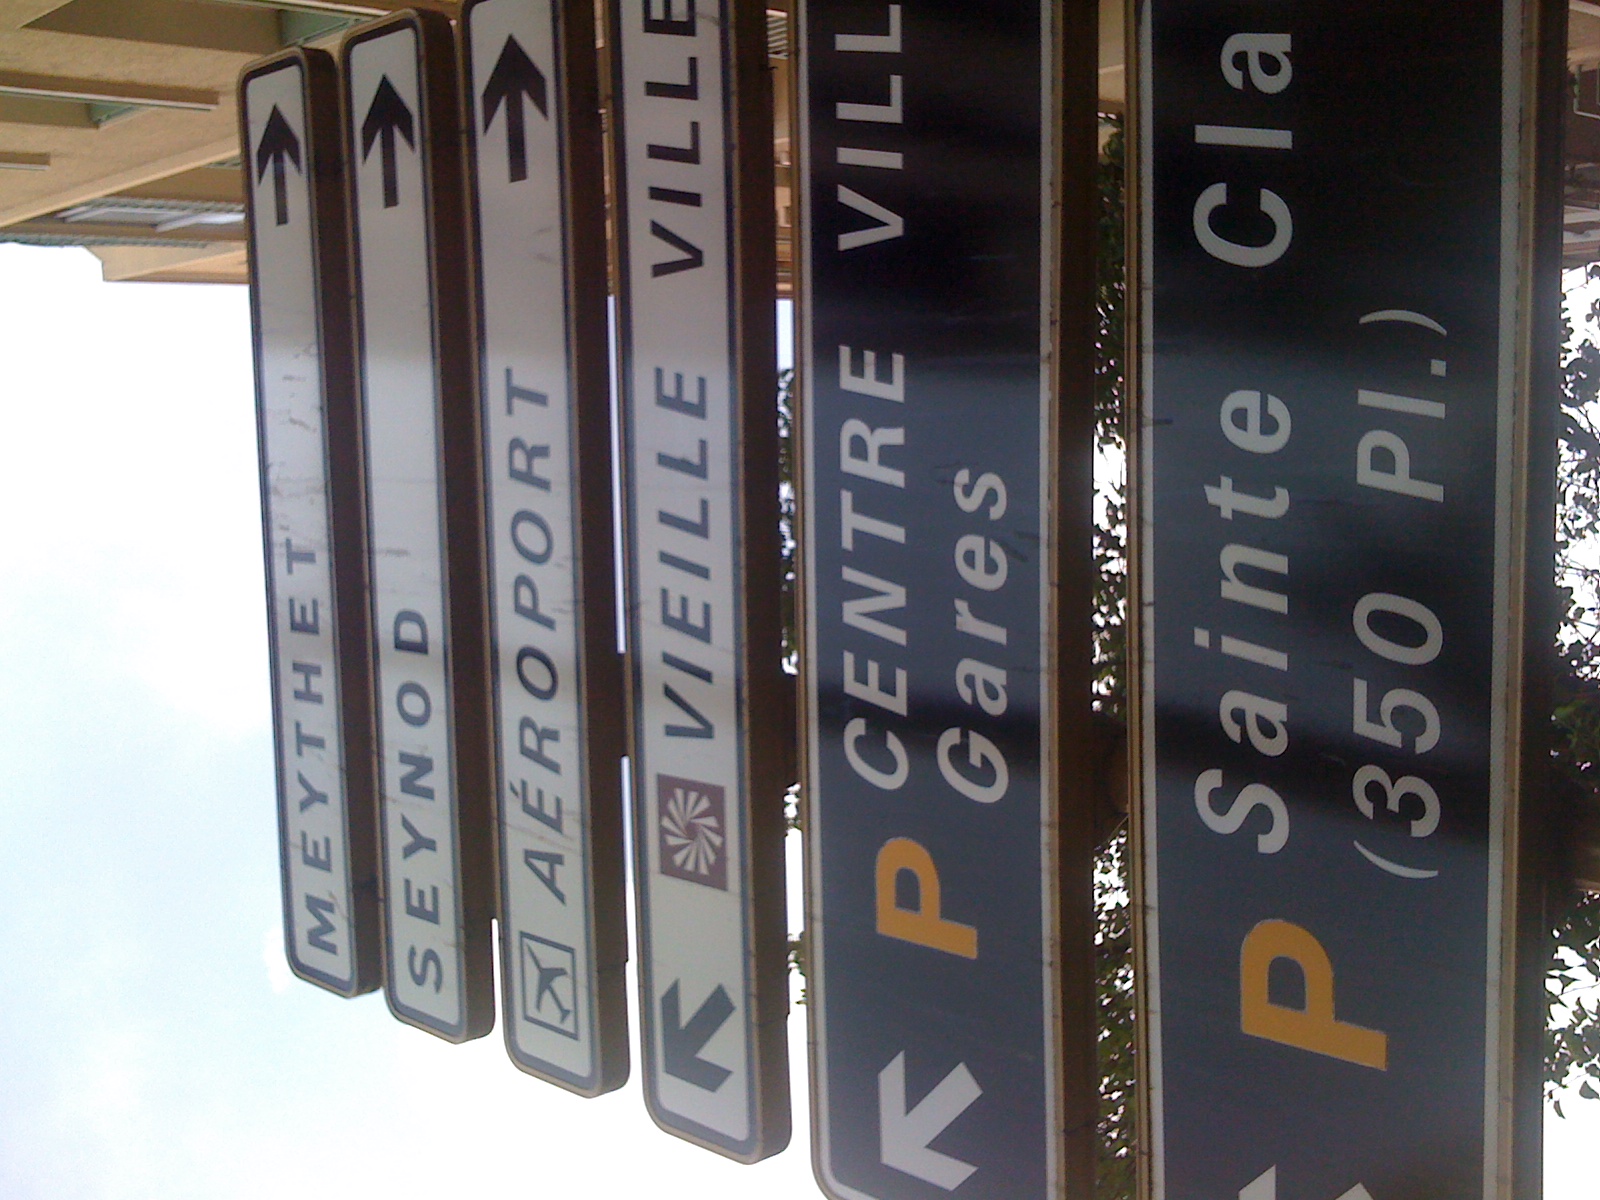 MEYTHET
SEYNOD
AÉROPORT
VIEILLE VILLE
P CENTRE VILL
Gares
P Sainte Cla
(350 Pl.)